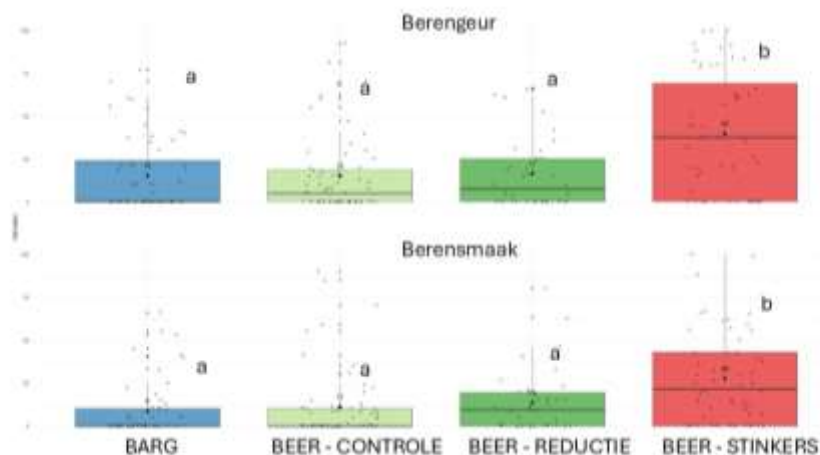 Berengeur
a
a
a
b
Berensmaak
a
a
a
b
BARG
BEER - CONTROLE
BEER - REDUCTIE
BEER - STINKERS